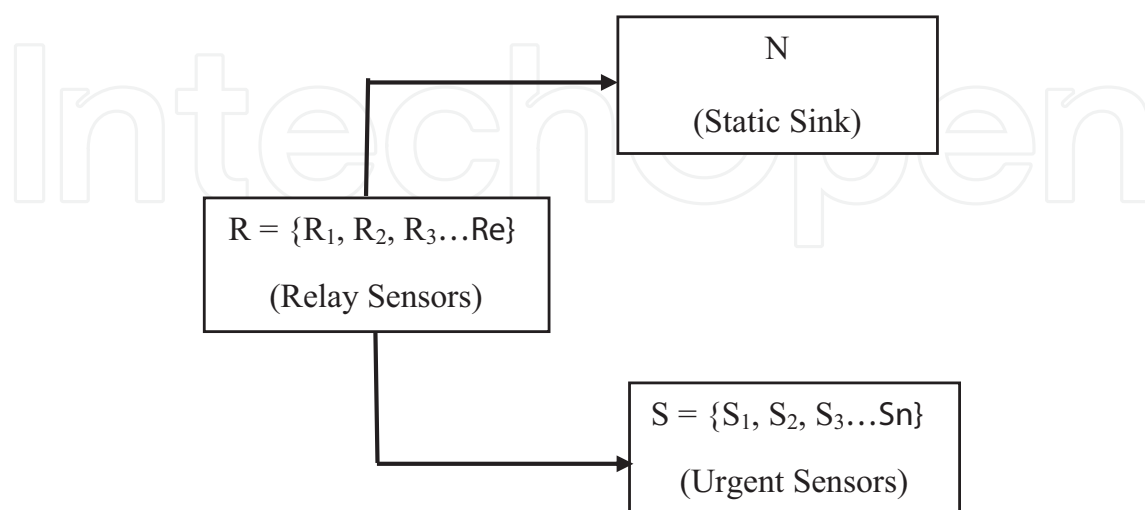 IntechOpen
N
(Static Sink)
R = {R₁, R₂, R₃…Re}
(Relay Sensors)
S = {S₁, S₂, S₃…Sn}
(Urgent Sensors)